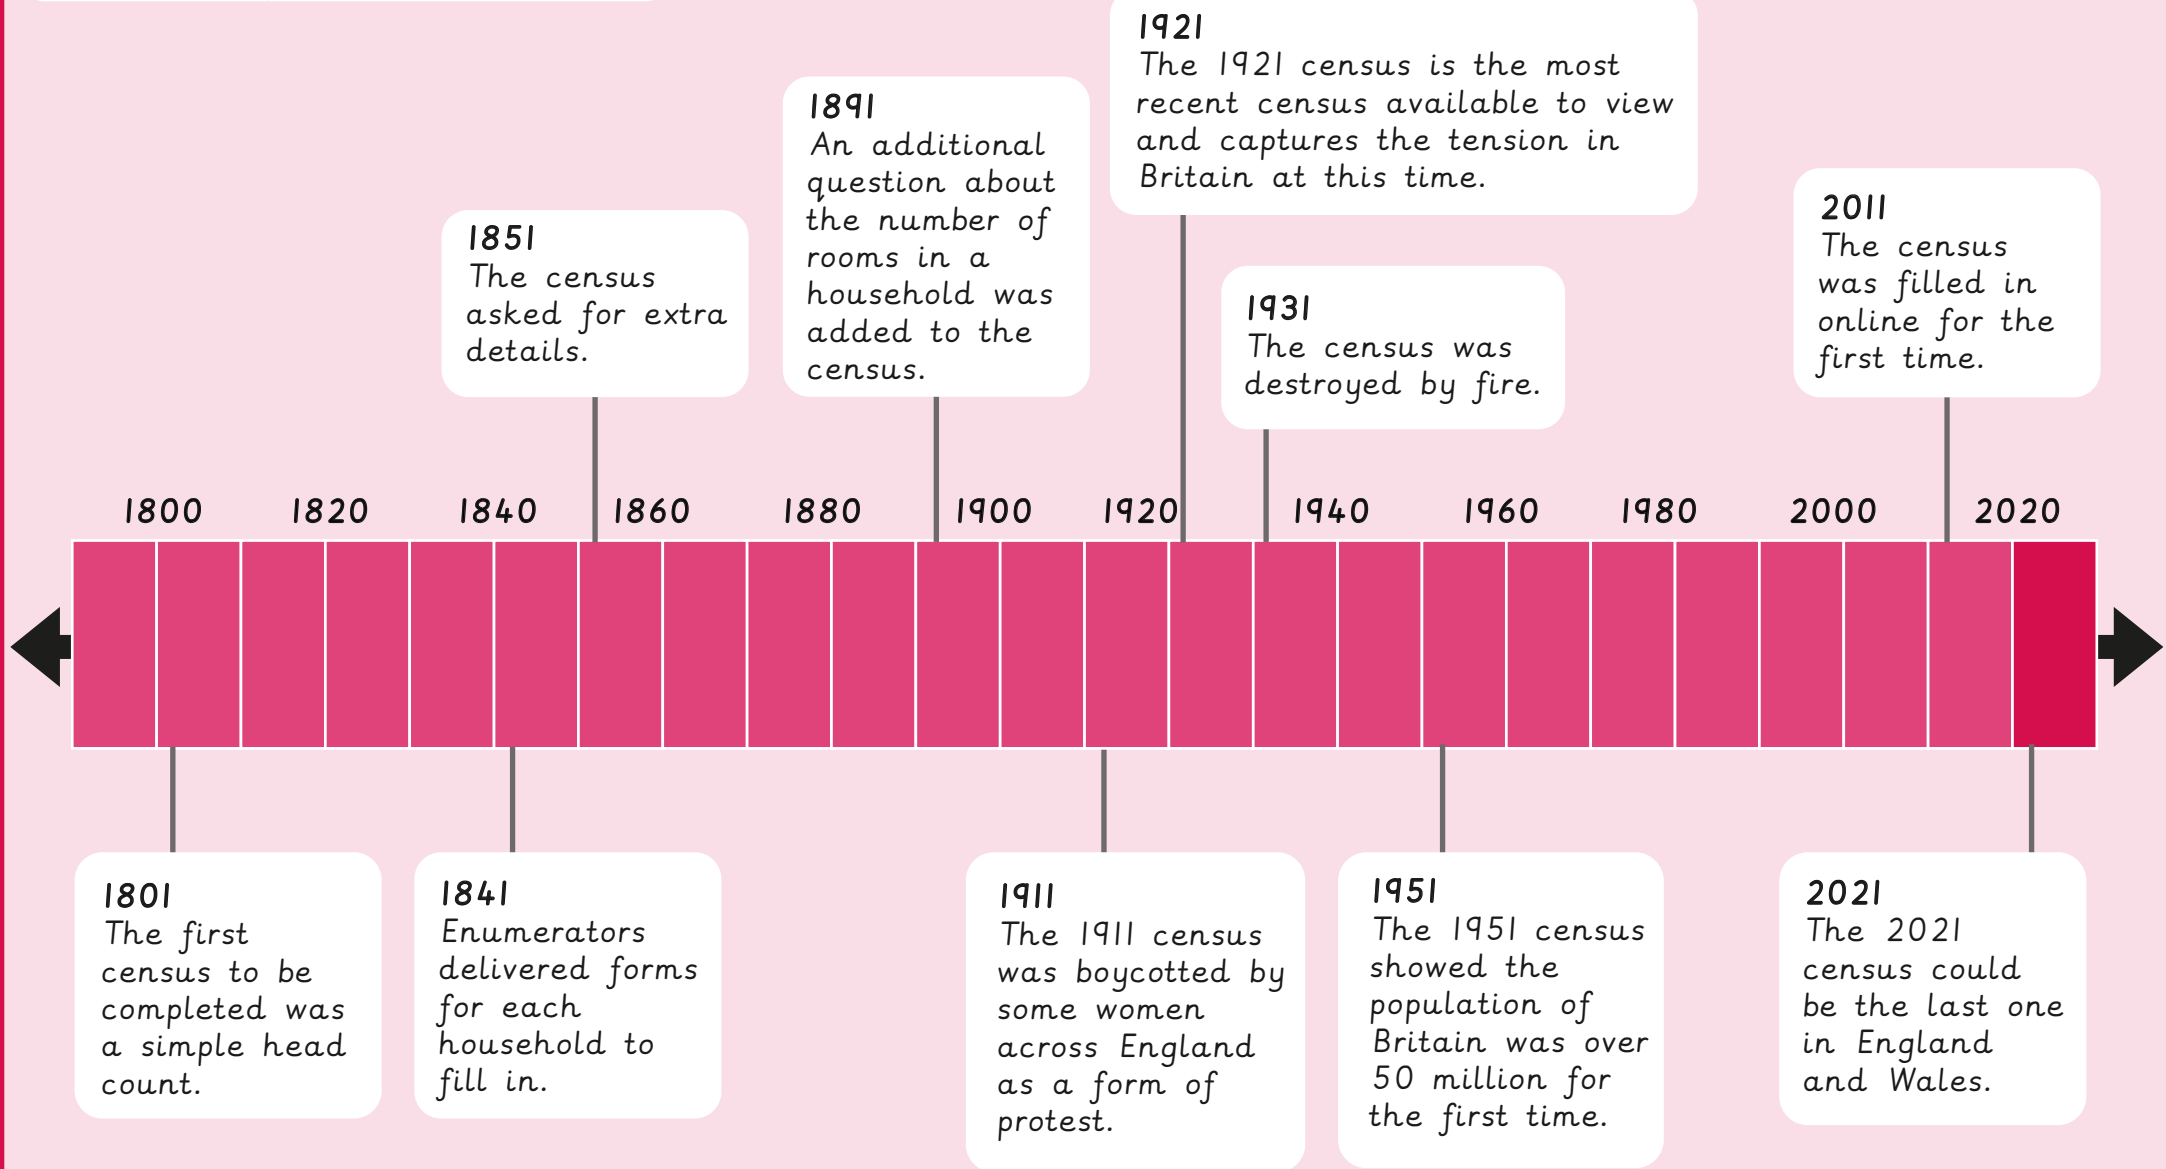 1921
The 1921 census is the most
recent census available to view
and captures the tension in
Britain at this time.
1891
An additional
question about
the number of
rooms in a
household was
added to the
census.
1851
The census
asked for extra
details.
1931
The census was
destroyed by fire.
2011
The census
was filled in
online for the
first time.
1800 1820 1840 1860 1880 1900 1920 1940 1960 1980 2000 2020
1801
The first
census to be
completed was
a simple head
count.
1841
Enumerators
delivered forms
for each
household to
fill in.
1911
The 1911 census
was boycotted by
some women
across England
as a form of
protest.
1951
The 1951 census
showed the
population of
Britain was over
50 million for
the first time.
2021
The 2021
census could
be the last one
in England
and Wales.